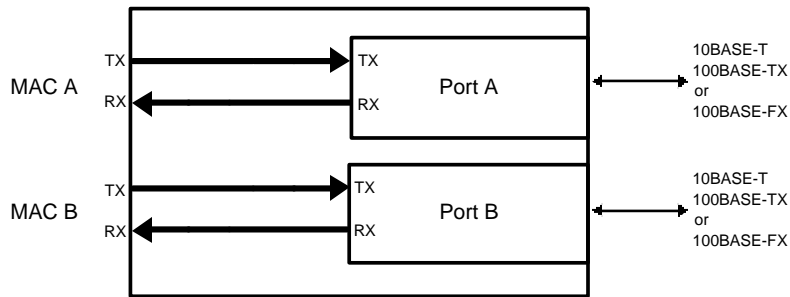 TX
TX
MAC A
RX
RX
Port A
10BASE-T
100BASE-TX
or
100BASE-FX
TX
TX
MAC B
RX
RX
Port B
10BASE-T
100BASE-TX
or
100BASE-FX